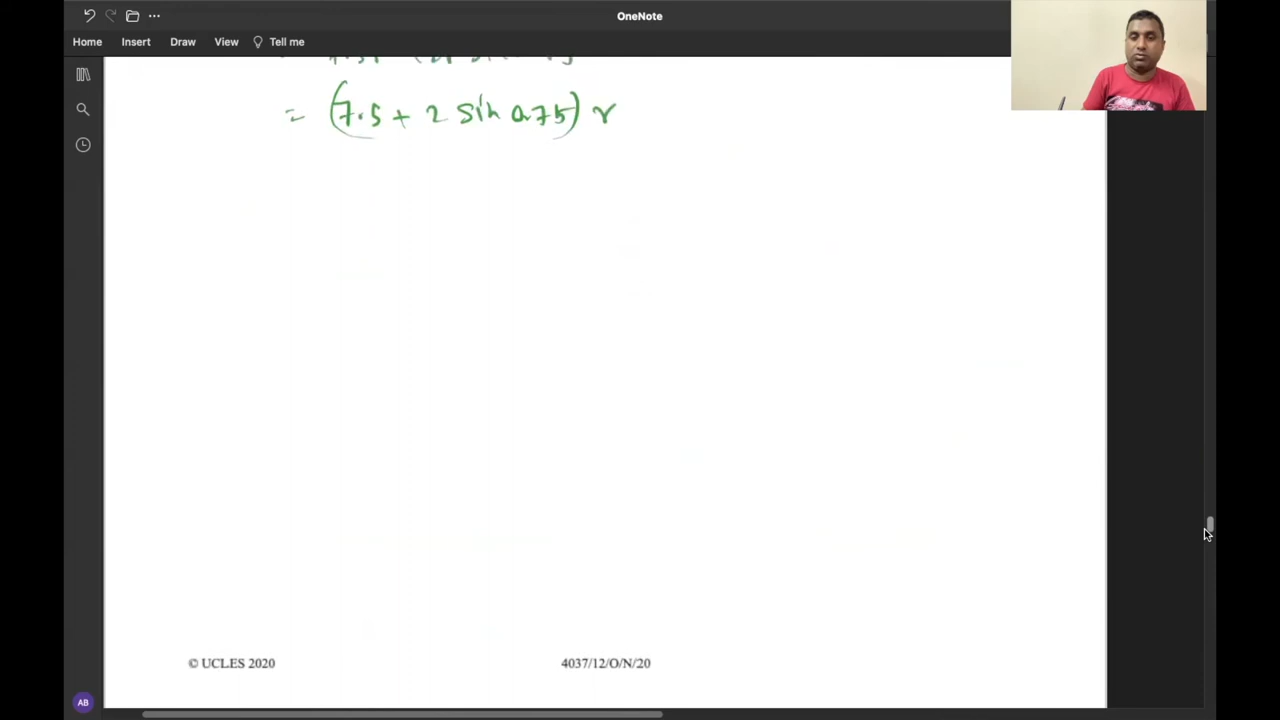 OneNote
Home Insert Draw View Tell me
= (7.5 + 2 sin 0.75) r
© UCLES 2020 4037/12/O/N/20
AB